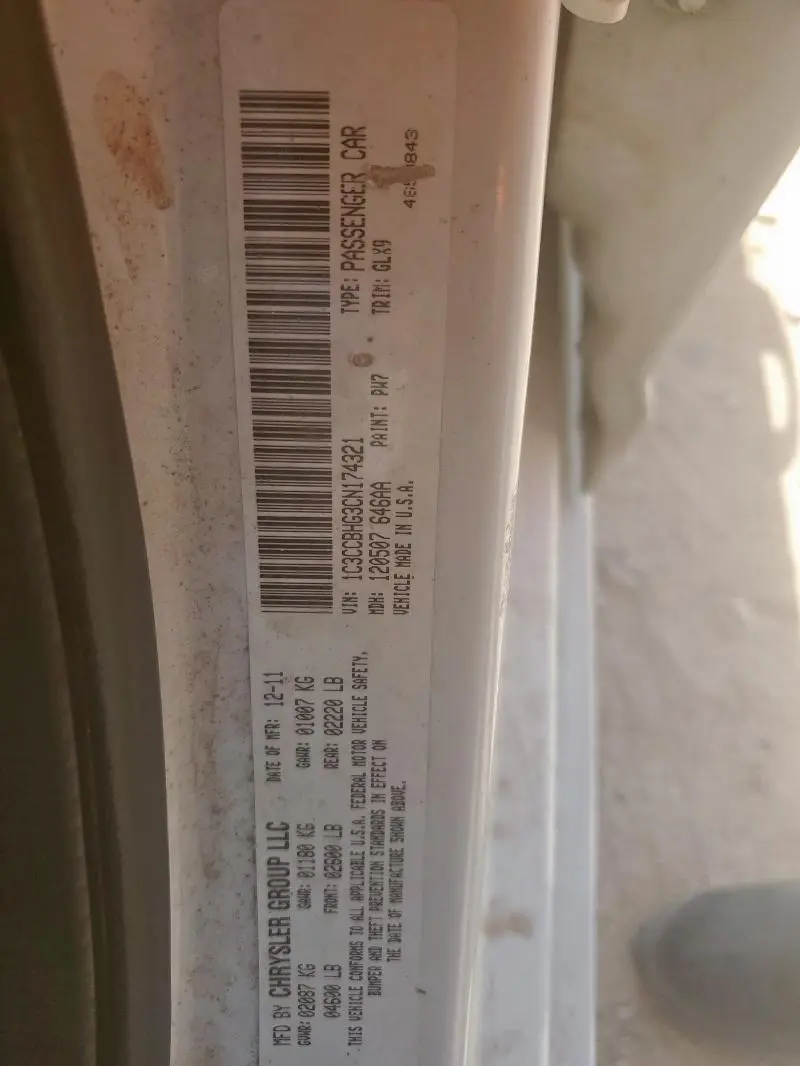 MFD BY CHRYSLER GROUP LLC DATE OF MFR: 12-11
GVWR: 02087 KG GAWR: 01180 KG GAWR: 01007 KG
04600 LB FRONT: 02600 LB REAR: 02220 LB
THIS VEHICLE CONFORMS TO ALL APPLICABLE U.S.A. FEDERAL MOTOR VEHICLE SAFETY,
BUMPER AND THEFT PREVENTION STANDARDS IN EFFECT ON
THE DATE OF MANUFACTURE SHOWN ABOVE.
VIN: 1C3CCBHG3CN174321 TYPE: PASSENGER CAR
MDH: 120507 646AA PAINT: PW7 TRIM: GLX9
VEHICLE MADE IN U.S.A.